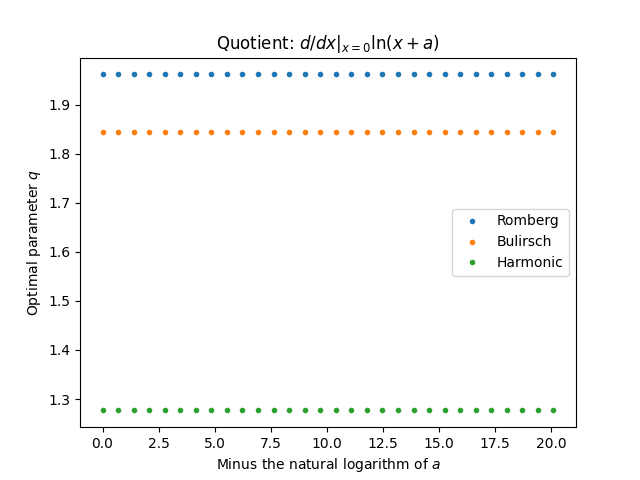 Quotient: d/dx|ₓ₌₀ln(x + a)
1.9
1.8
1.7
1.6
1.5
1.4
1.3
Optimal parameter q
Romberg
Bulirsch
Harmonic
0.0 2.5 5.0 7.5 10.0 12.5 15.0 17.5 20.0
Minus the natural logarithm of a